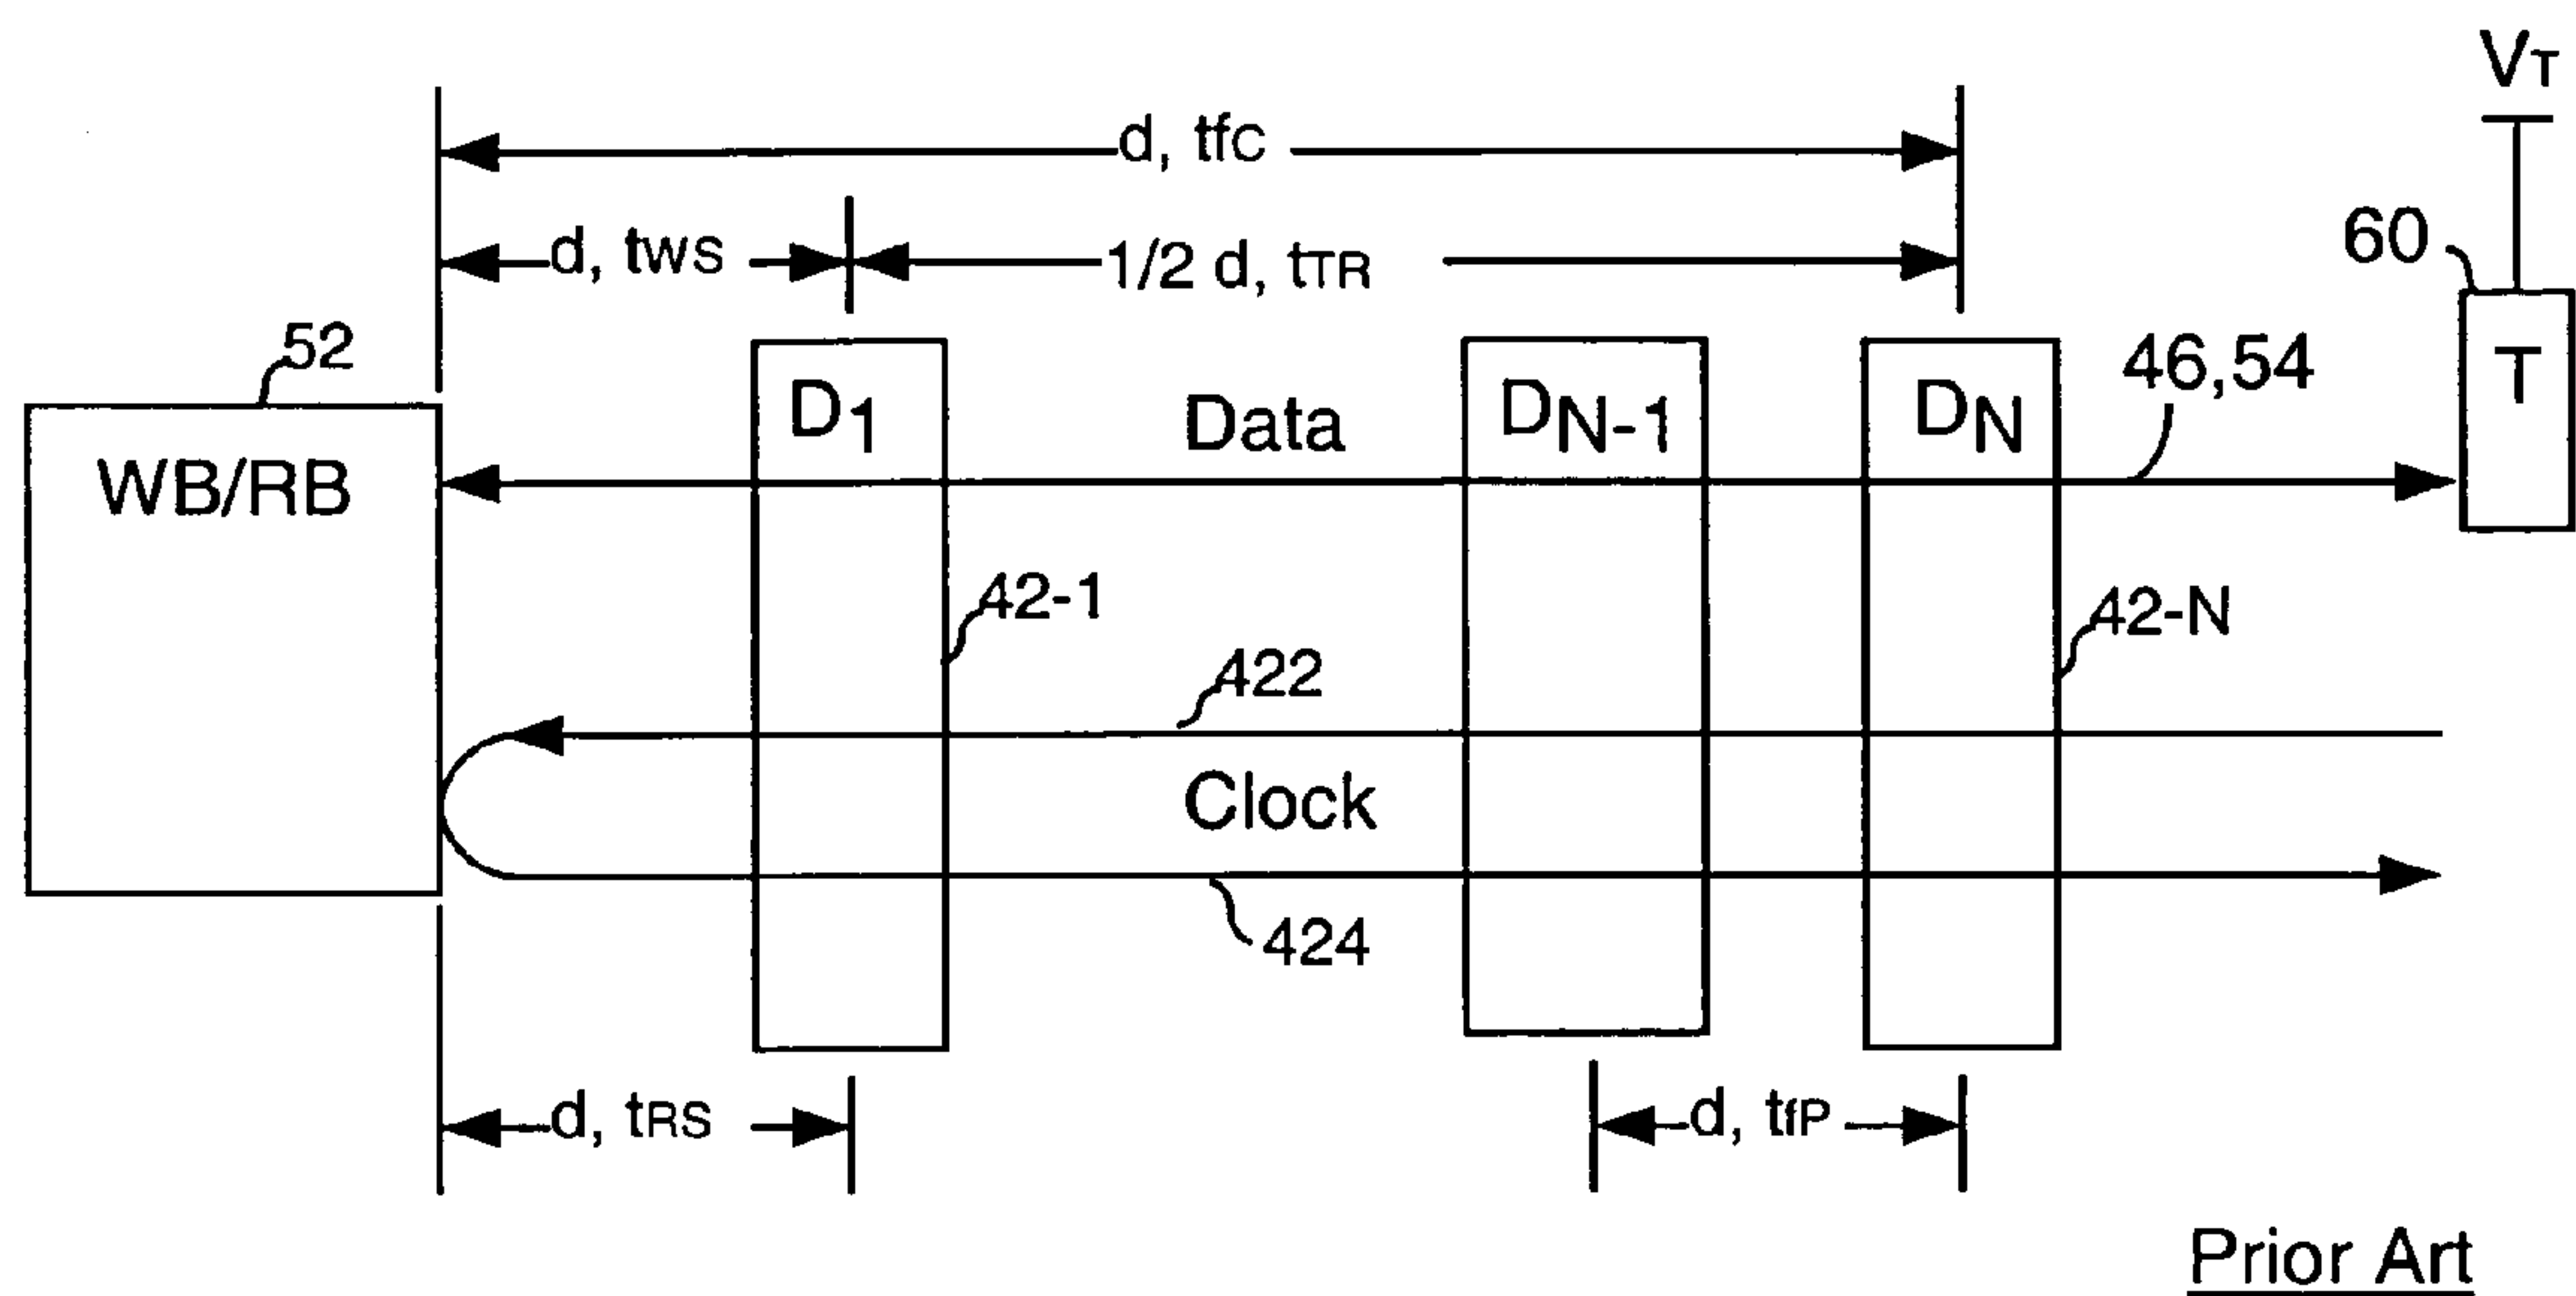 VT
d, tfC
d, tWS
1/2 d, tTR
60
52
T
46,54
D1
Data
DN-1
DN
WB/RB
42-1
42-N
422
Clock
424
d, tRS
d, tfP
Prior Art